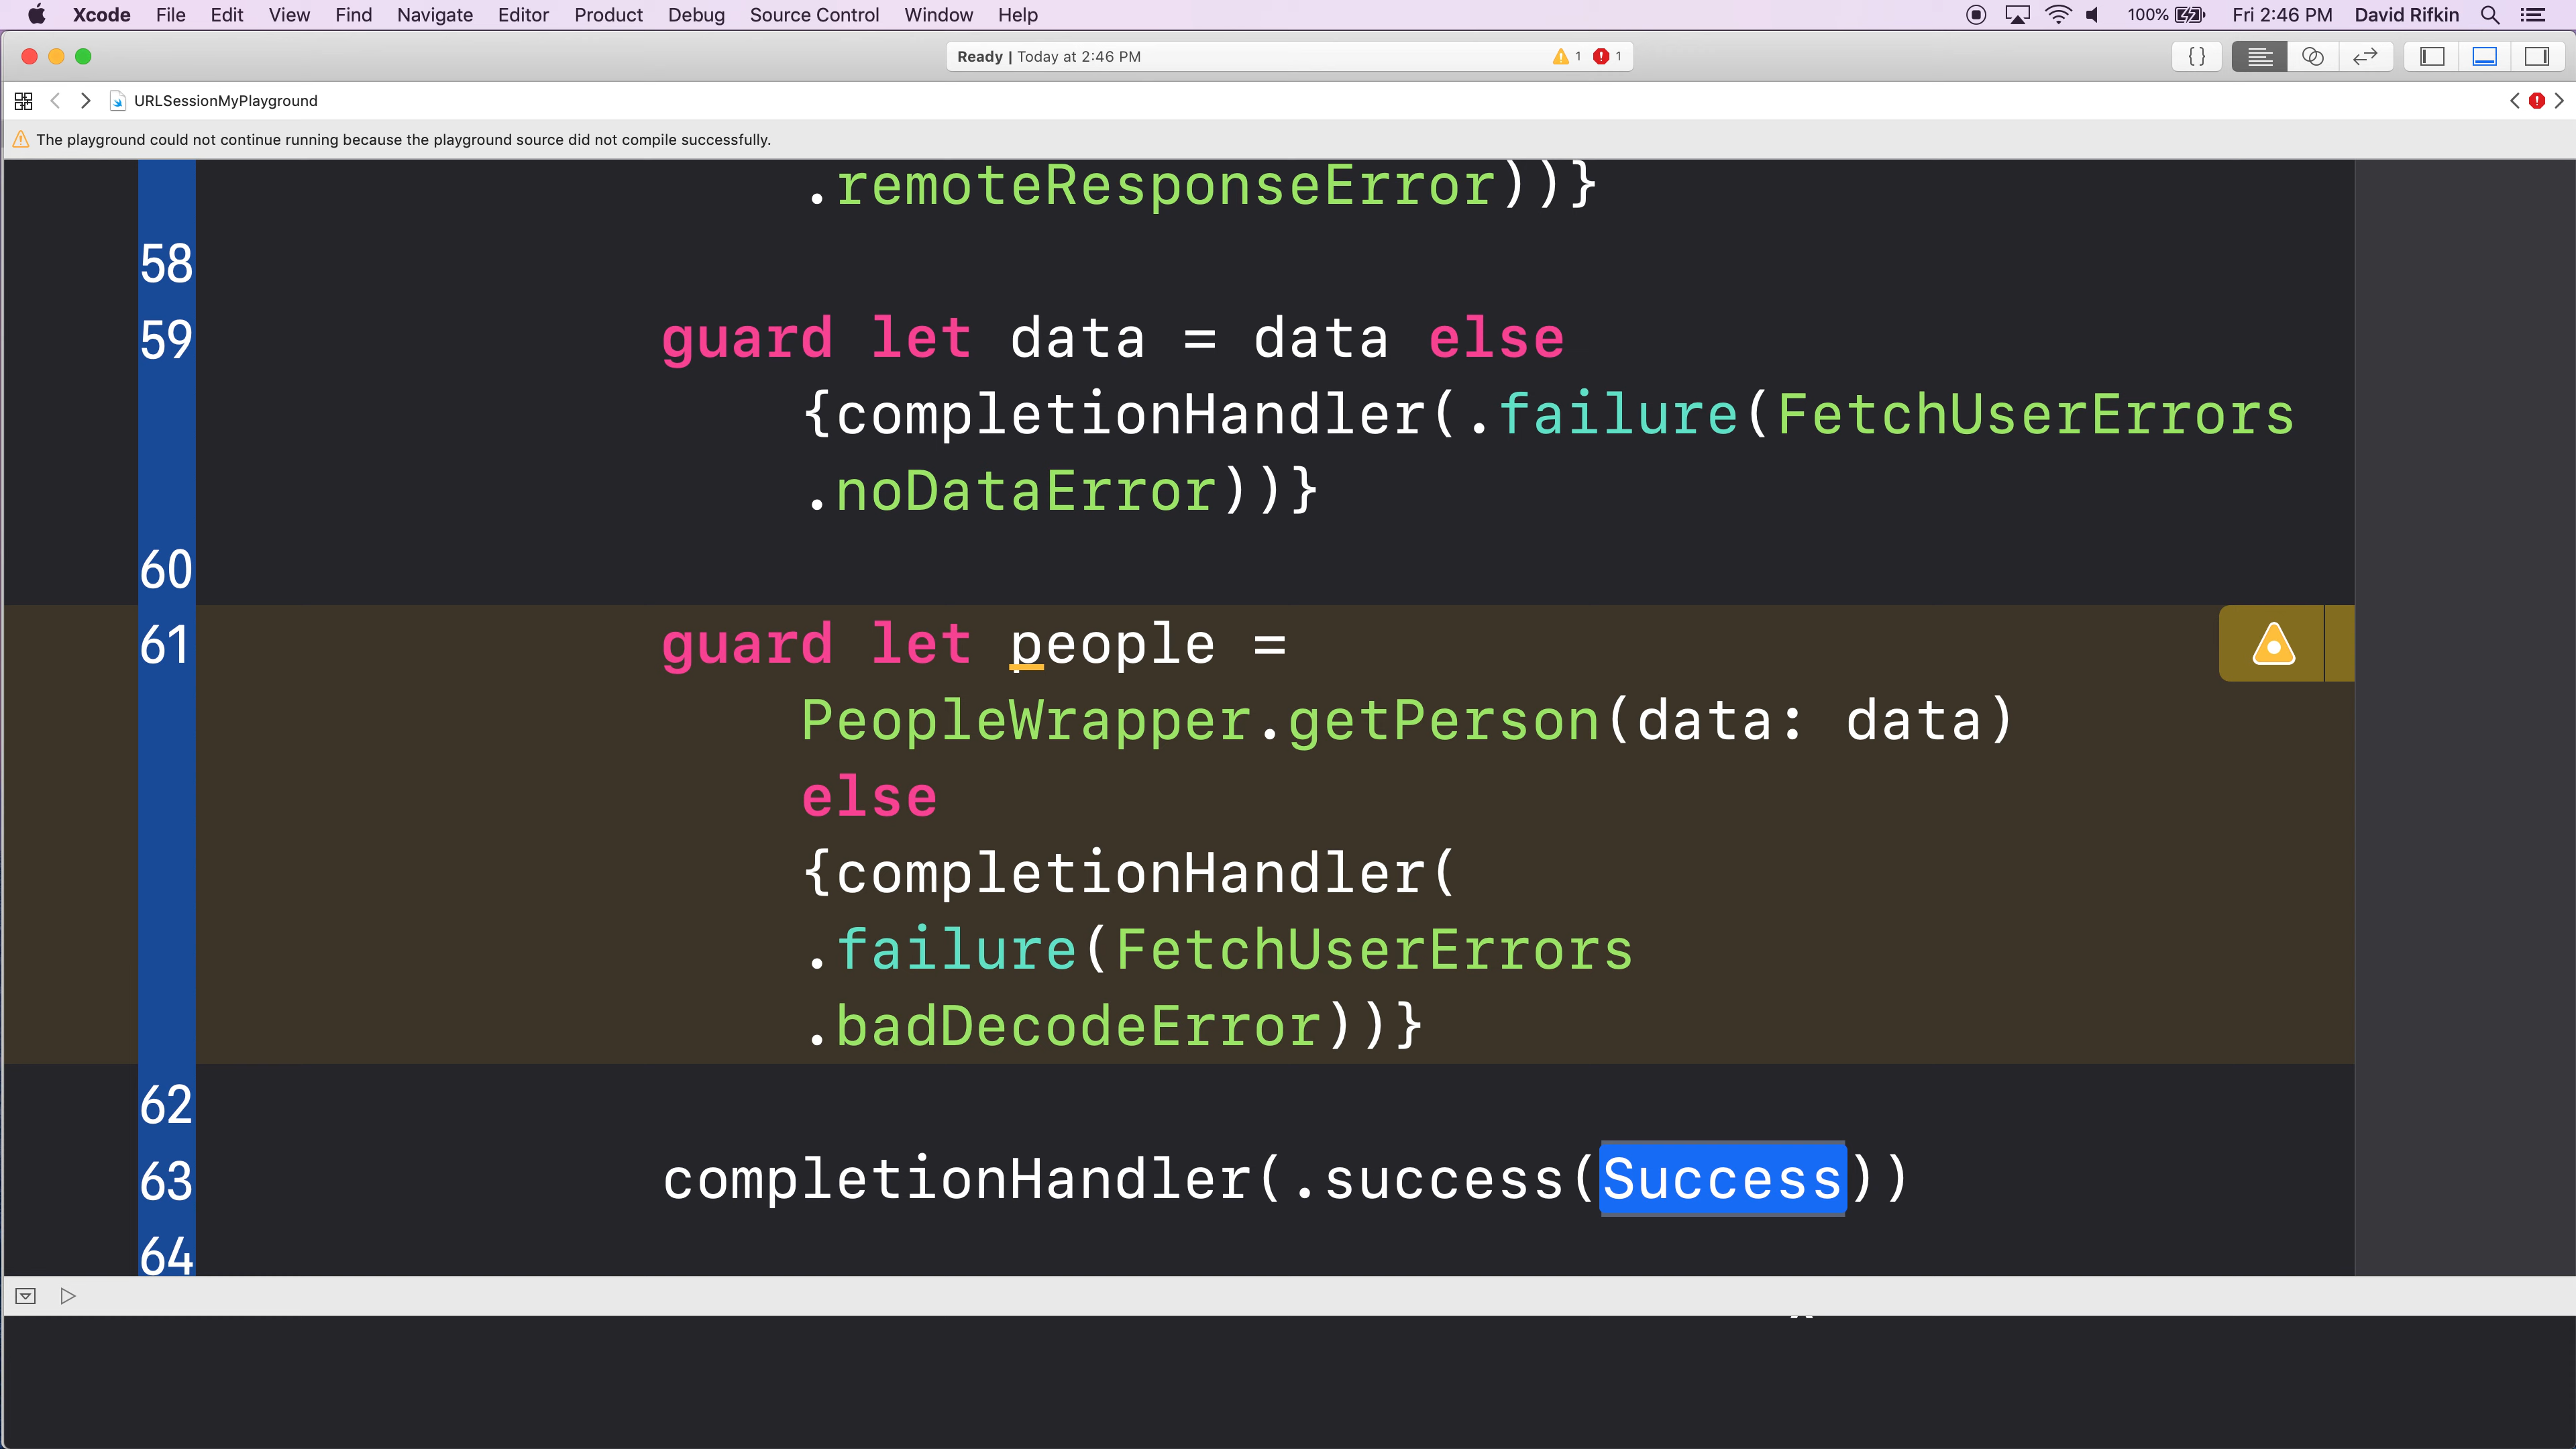 Xcode File Edit View Find Navigate Editor Product Debug Source Control Window Help 100% Fri 2:46 PM David Rifkin
Ready | Today at 2:46 PM 1 1
{ }
URLSessionMyPlayground
The playground could not continue running because the playground source did not compile successfully.
.remoteResponseError))}
58
59 guard let data = data else
{completionHandler(.failure(FetchUserErrors
.noDataError))}
60
61 guard let people =
PeopleWrapper.getPerson(data: data)
else
{completionHandler(
.failure(FetchUserErrors
.badDecodeError))}
62
63 completionHandler(.success(Success))
64